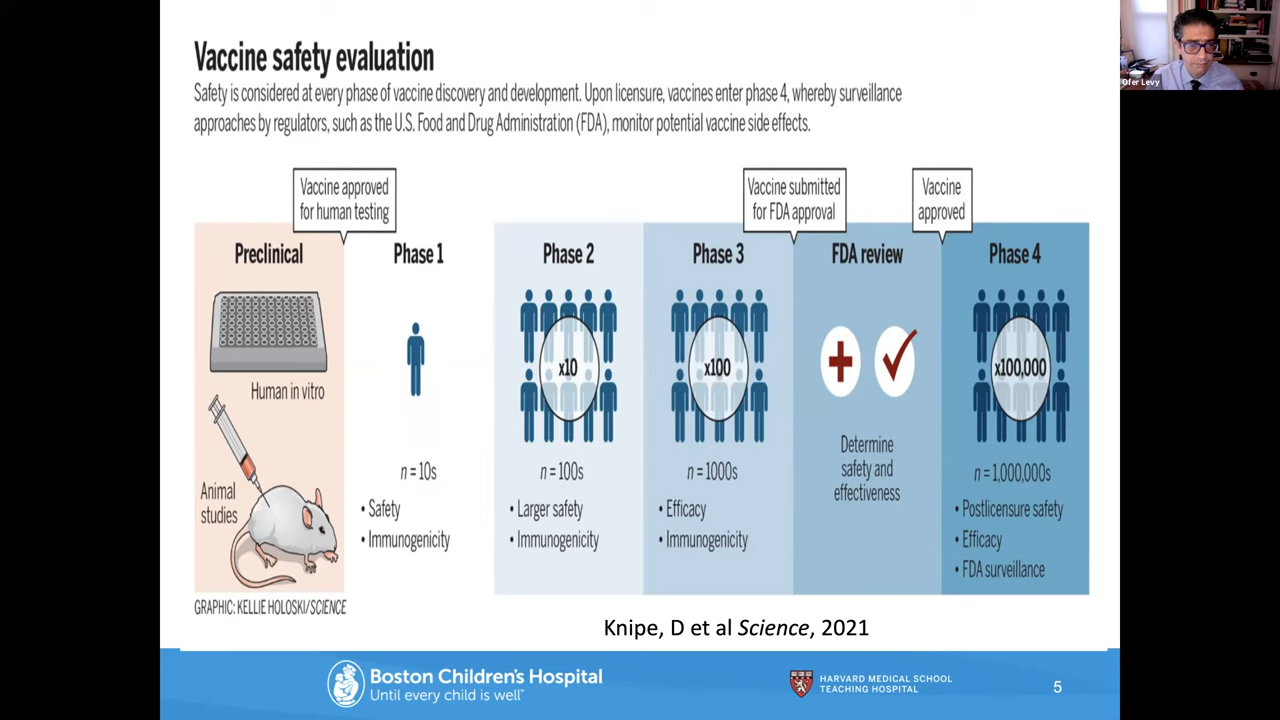 Vaccine safety evaluation
Safety is considered at every phase of vaccine discovery and development. Upon licensure, vaccines enter phase 4, whereby surveillance
approaches by regulators, such as the U.S. Food and Drug Administration (FDA), monitor potential vaccine side effects.
Ofer Levy
Vaccine approved
for human testing
Vaccine submitted
for FDA approval
Vaccine
approved
Preclinical
Human in vitro
Animal
studies
Phase 1
n = 10s
• Safety
• Immunogenicity
Phase 2
x10
n = 100s
• Larger safety
• Immunogenicity
Phase 3
x100
n = 1000s
• Efficacy
• Immunogenicity
FDA review
Determine
safety and
effectiveness
Phase 4
x100,000
n = 1,000,000s
• Postlicensure safety
• Efficacy
• FDA surveillance
GRAPHIC: KELLIE HOLOSKI/SCIENCE
Knipe, D et al Science, 2021
Boston Children's Hospital
Until every child is well™
HARVARD MEDICAL SCHOOL
TEACHING HOSPITAL
5